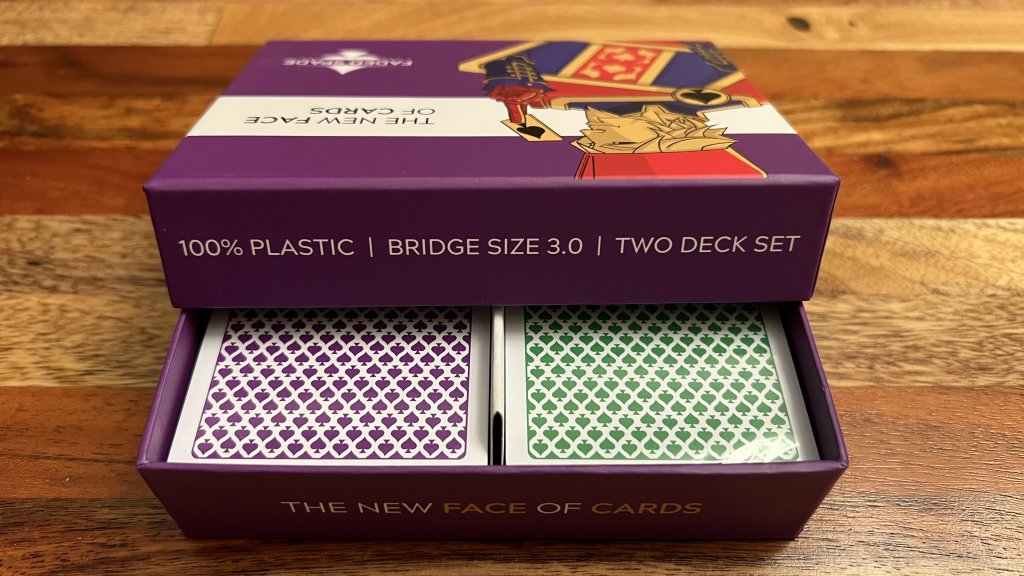 FADED SPADE
THE NEW FACE
OF CARDS
100% PLASTIC | BRIDGE SIZE 3.0 | TWO DECK SET
THE NEW FACE OF CARDS